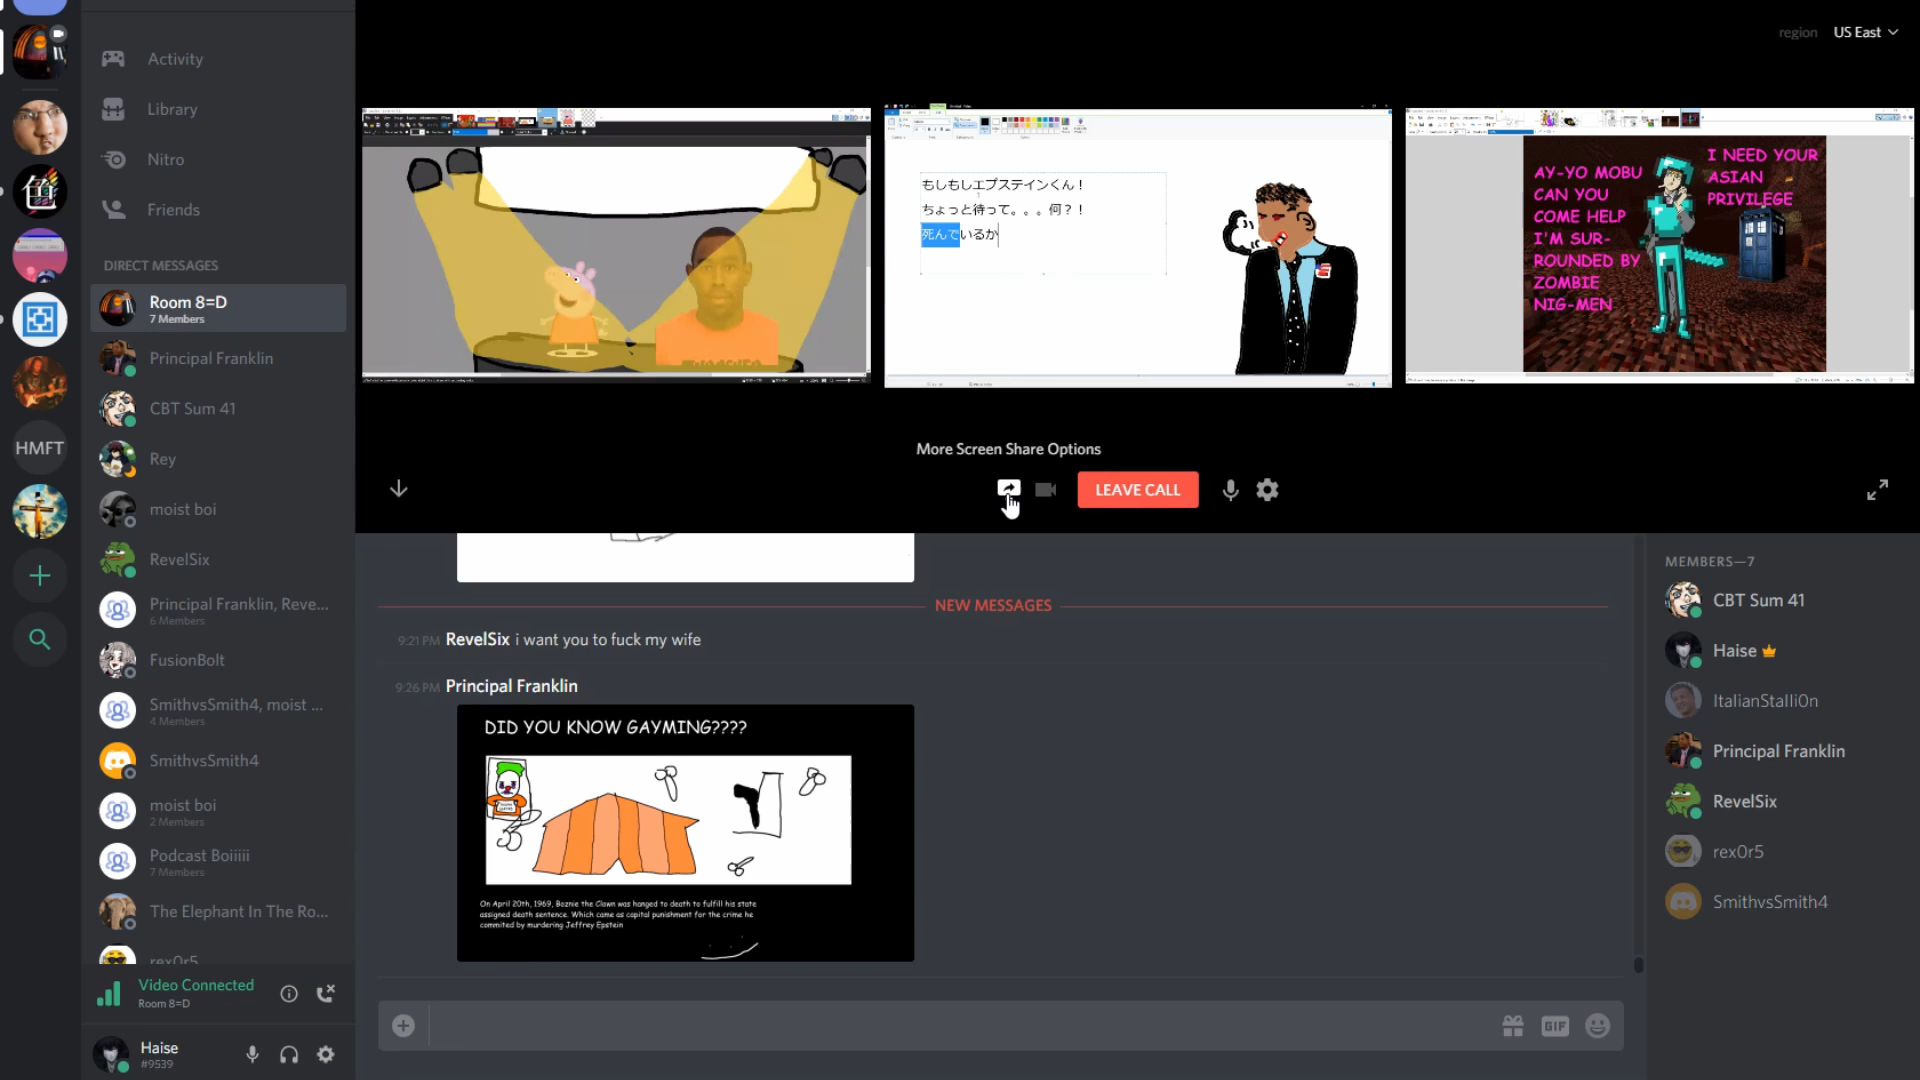 region US East
Activity
Library
Nitro
Friends
DIRECT MESSAGES
Room 8=D
7 Members
Principal Franklin
CBT Sum 41
Rey
moist boi
RevelSix
Principal Franklin, Reve...
6 Members
FusionBolt
SmithvsSmith4, moist ...
4 Members
SmithvsSmith4
moist boi
2 Members
Podcast Boiiiii
7 Members
The Elephant In The Ro...
rex0r5
HMFT
Video Connected
Room 8=D
Haise
#9539
もしもしエプステインくん！
ちょっと待って。。。何？！
死んでいるか
AY-YO MOBU
CAN YOU
COME HELP
I'M SUR-
ROUNDED BY
ZOMBIE
NIG-MEN
I NEED YOUR
ASIAN
PRIVILEGE
More Screen Share Options
LEAVE CALL
NEW MESSAGES
9:21 PM RevelSix i want you to fuck my wife
9:26 PM Principal Franklin
DID YOU KNOW GAYMING????
On April 20th, 1969, Boznie the Clown was hanged to death to fulfill his state
assigned death sentence. Which came as capital punishment for the crime he
commited by murdering Jeffrey Epstein
GIF
MEMBERS—7
CBT Sum 41
Haise
ItalianStalli0n
Principal Franklin
RevelSix
rex0r5
SmithvsSmith4